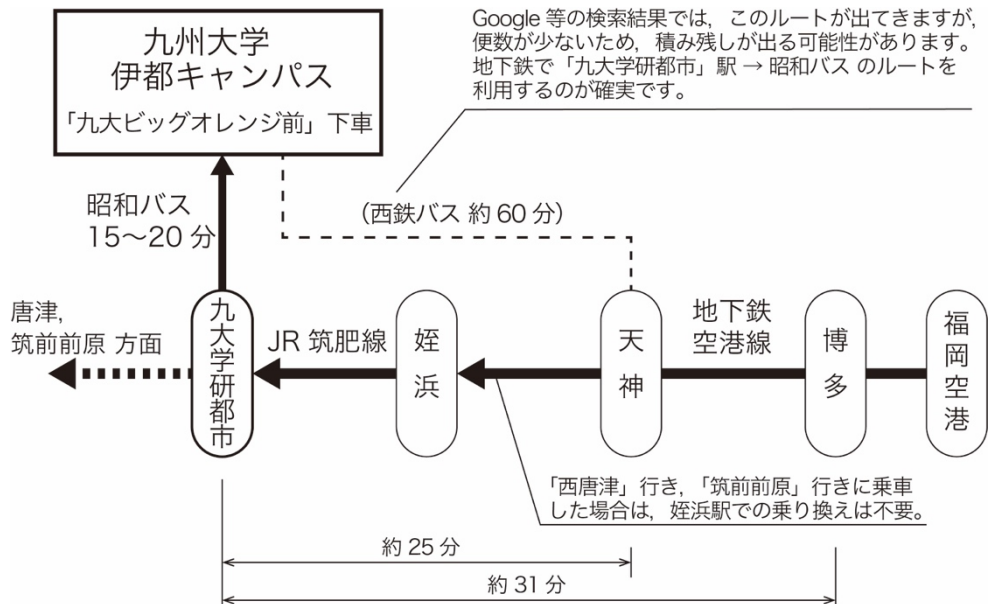 Google 等の検索結果では，このルートが出てきますが，
便数が少ないため，積み残しが出る可能性があります。
地下鉄で「九大学研都市」駅 → 昭和バス のルートを
利用するのが確実です。
九州大学
伊都キャンパス
「九大ビッグオレンジ前」下車
昭和バス
15〜20 分
（西鉄バス 約 60 分）
唐津，
筑前前原 方面
九大学研都市
JR 筑肥線
姪浜
天神
地下鉄
空港線
博多
福岡空港
「西唐津」行き，「筑前前原」行きに乗車
した場合は，姪浜駅での乗り換えは不要。
約 25 分
約 31 分